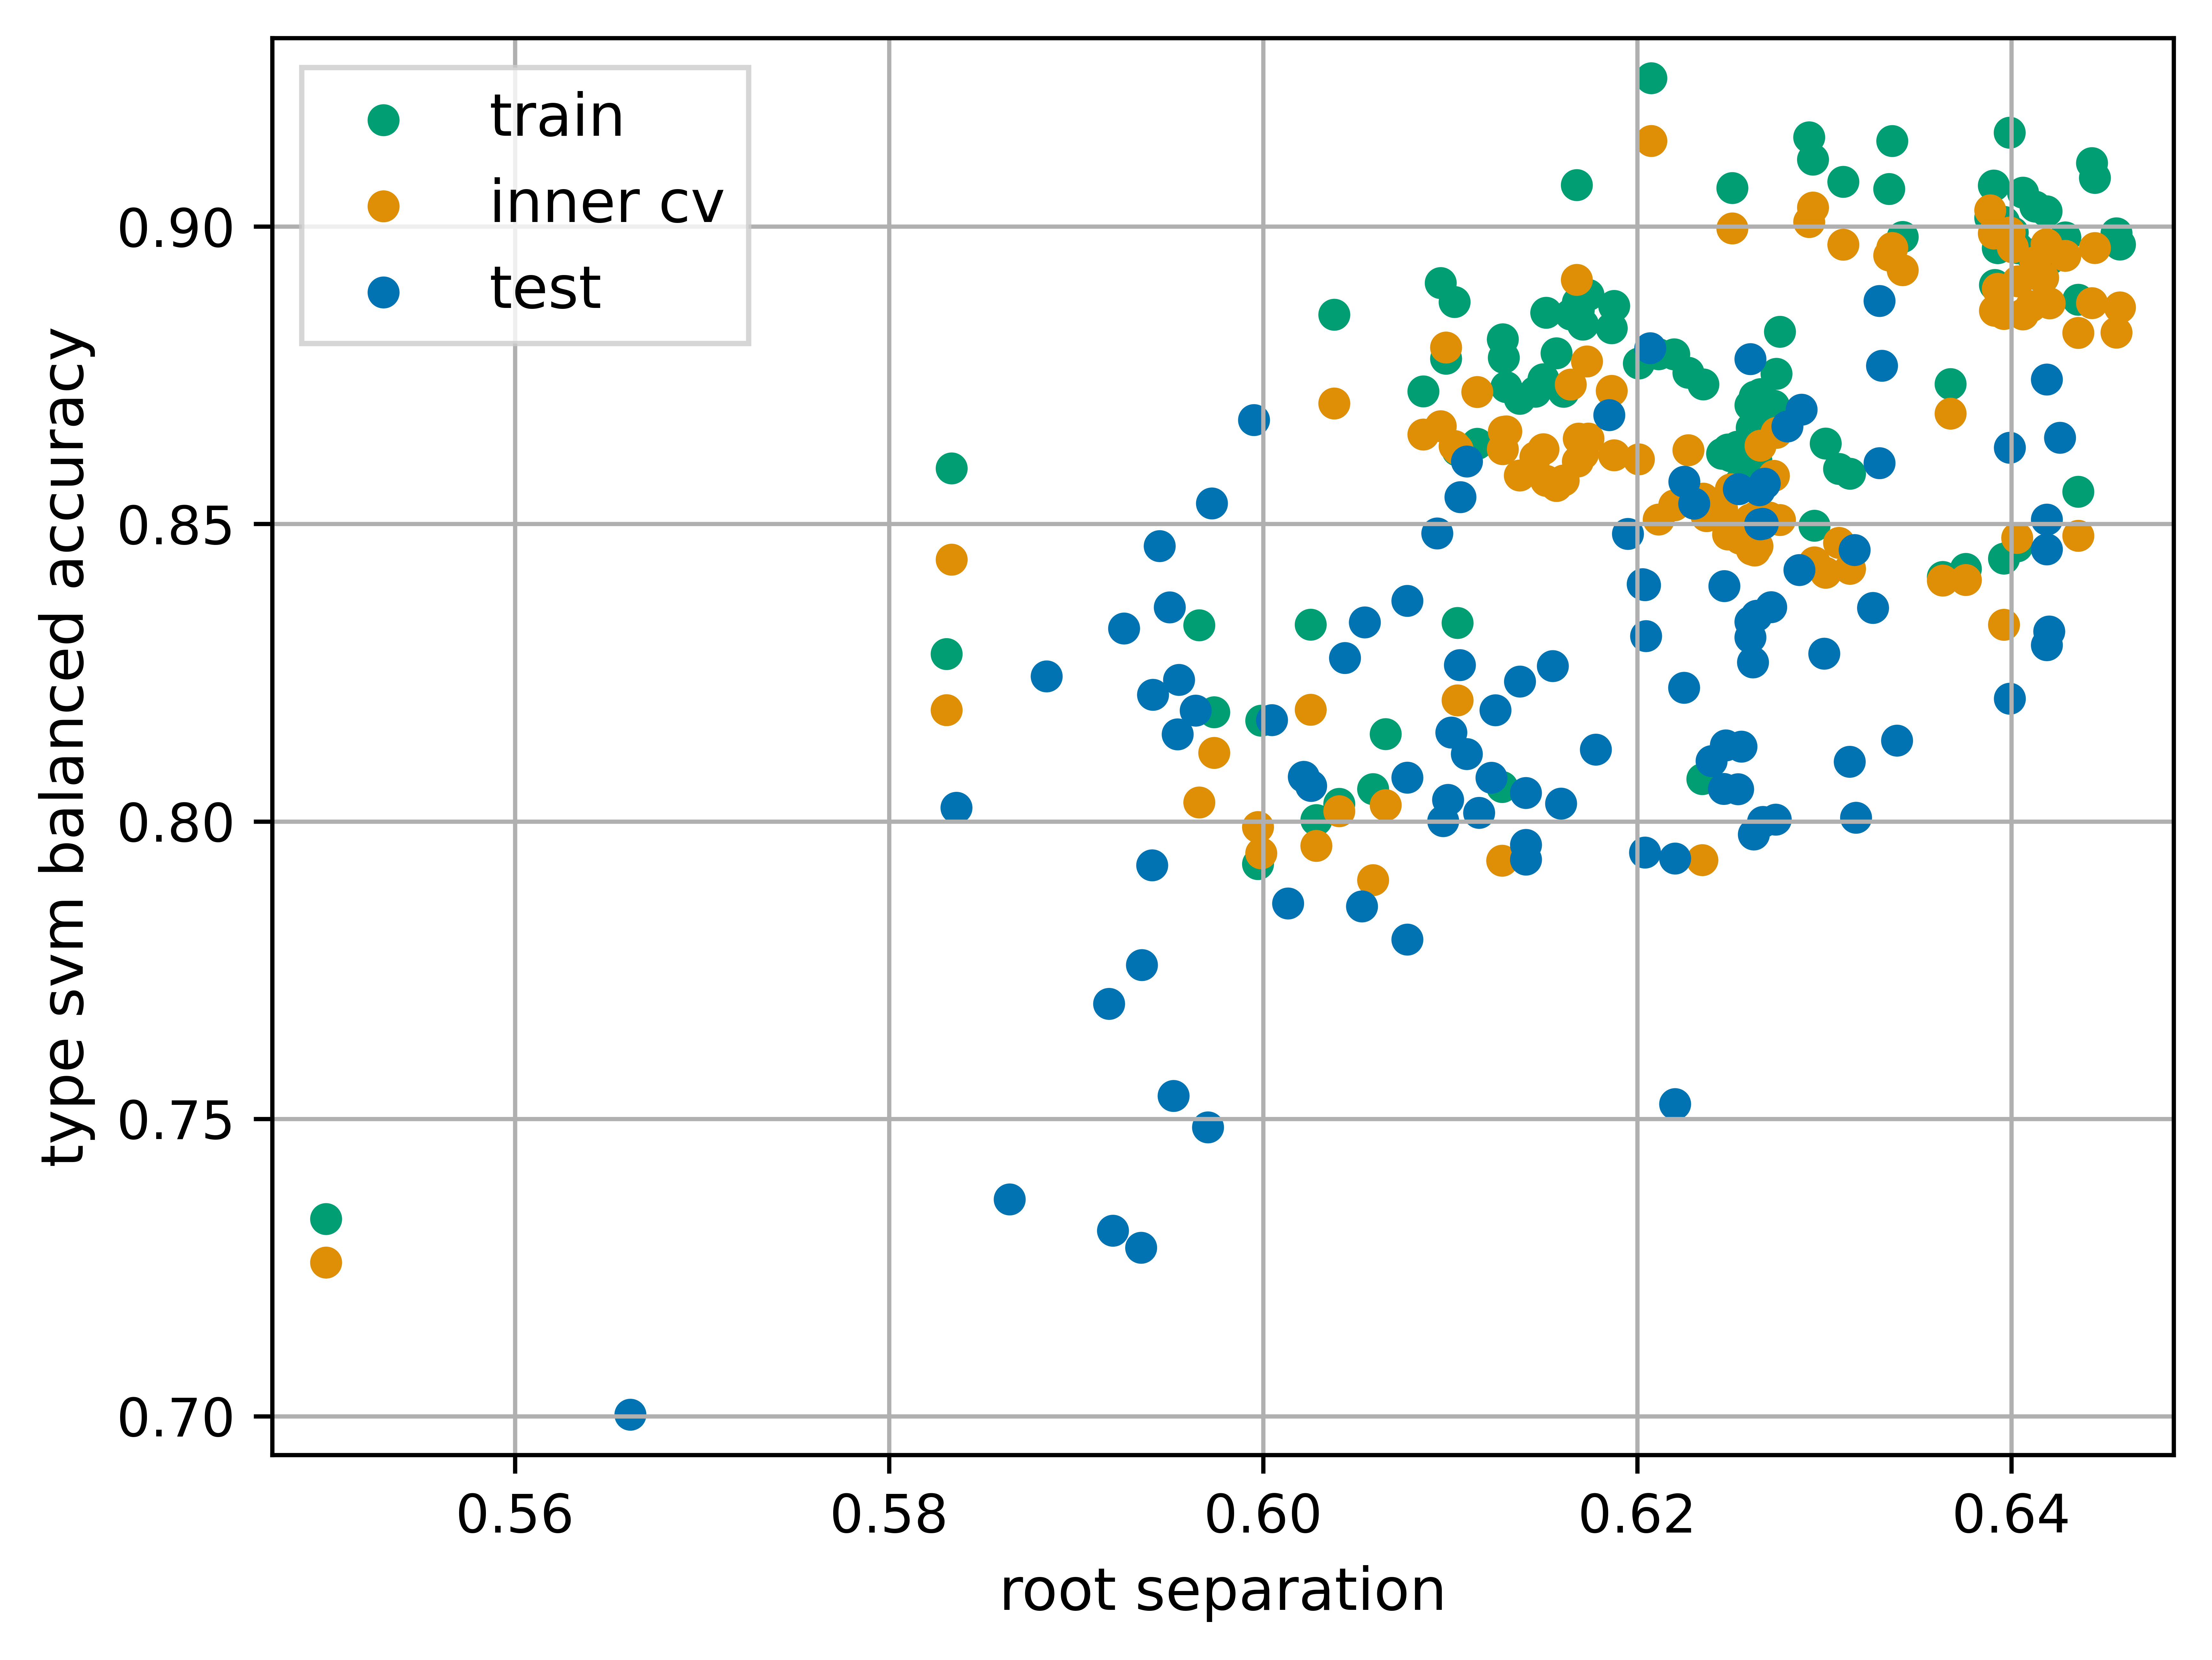 train
inner cv
test
type svm balanced accuracy
0.90
0.85
0.80
0.75
0.70
0.56
0.58
0.60
0.62
0.64
root separation